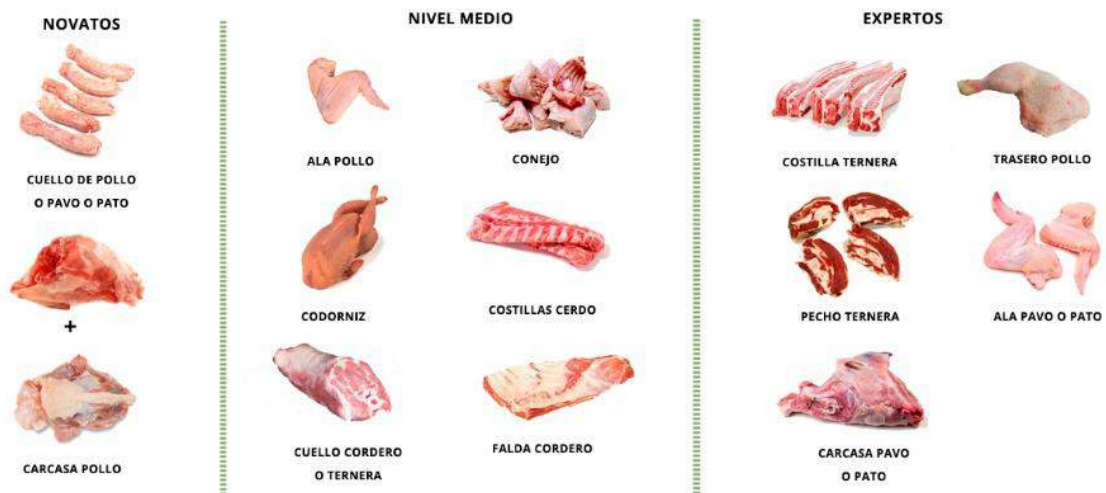 NOVATOS
CUELLO DE POLLO
O PAVO O PATO
+
CARCASA POLLO
NIVEL MEDIO
ALA POLLO
CONEJO
CODORNIZ
COSTILLAS CERDO
CUELLO CORDERO
O TERNERA
FALDA CORDERO
EXPERTOS
COSTILLA TERNERA
TRASERO POLLO
PECHO TERNERA
ALA PAVO O PATO
CARCASA PAVO
O PATO